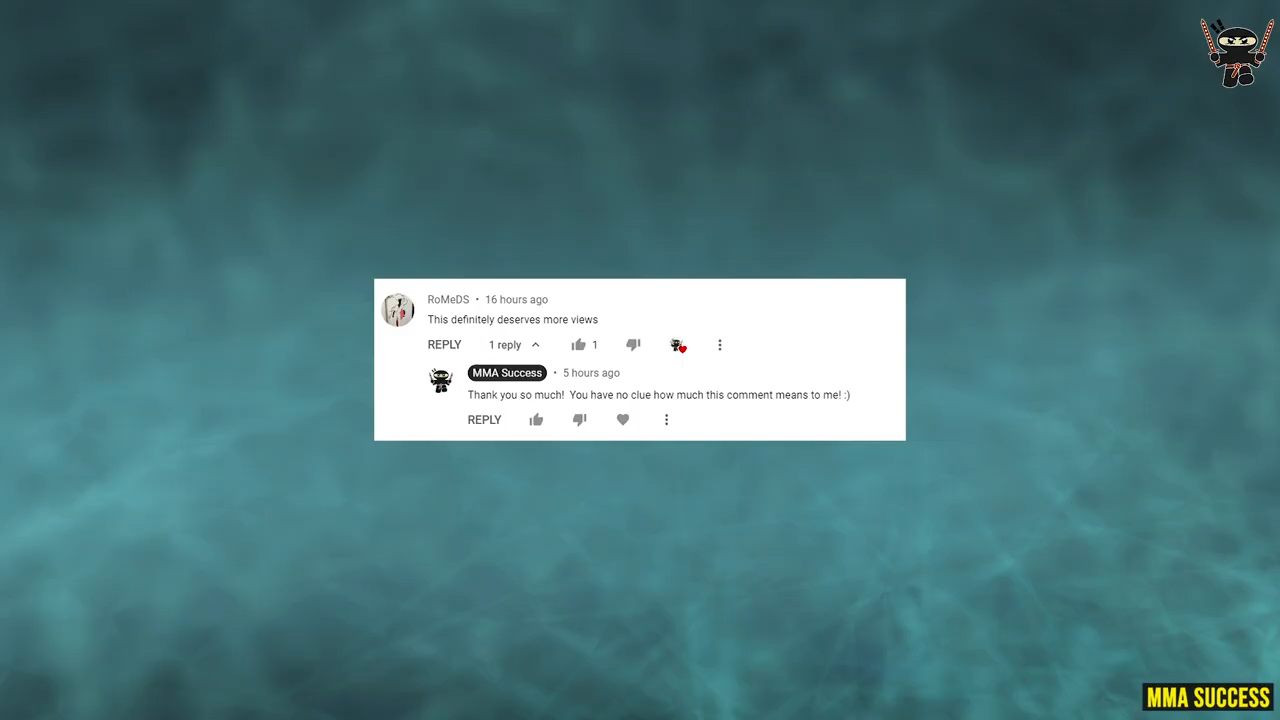 RoMeDS • 16 hours ago
This definitely deserves more views
REPLY 1 reply 1
MMA Success • 5 hours ago
Thank you so much! You have no clue how much this comment means to me! :)
REPLY
MMA SUCCESS